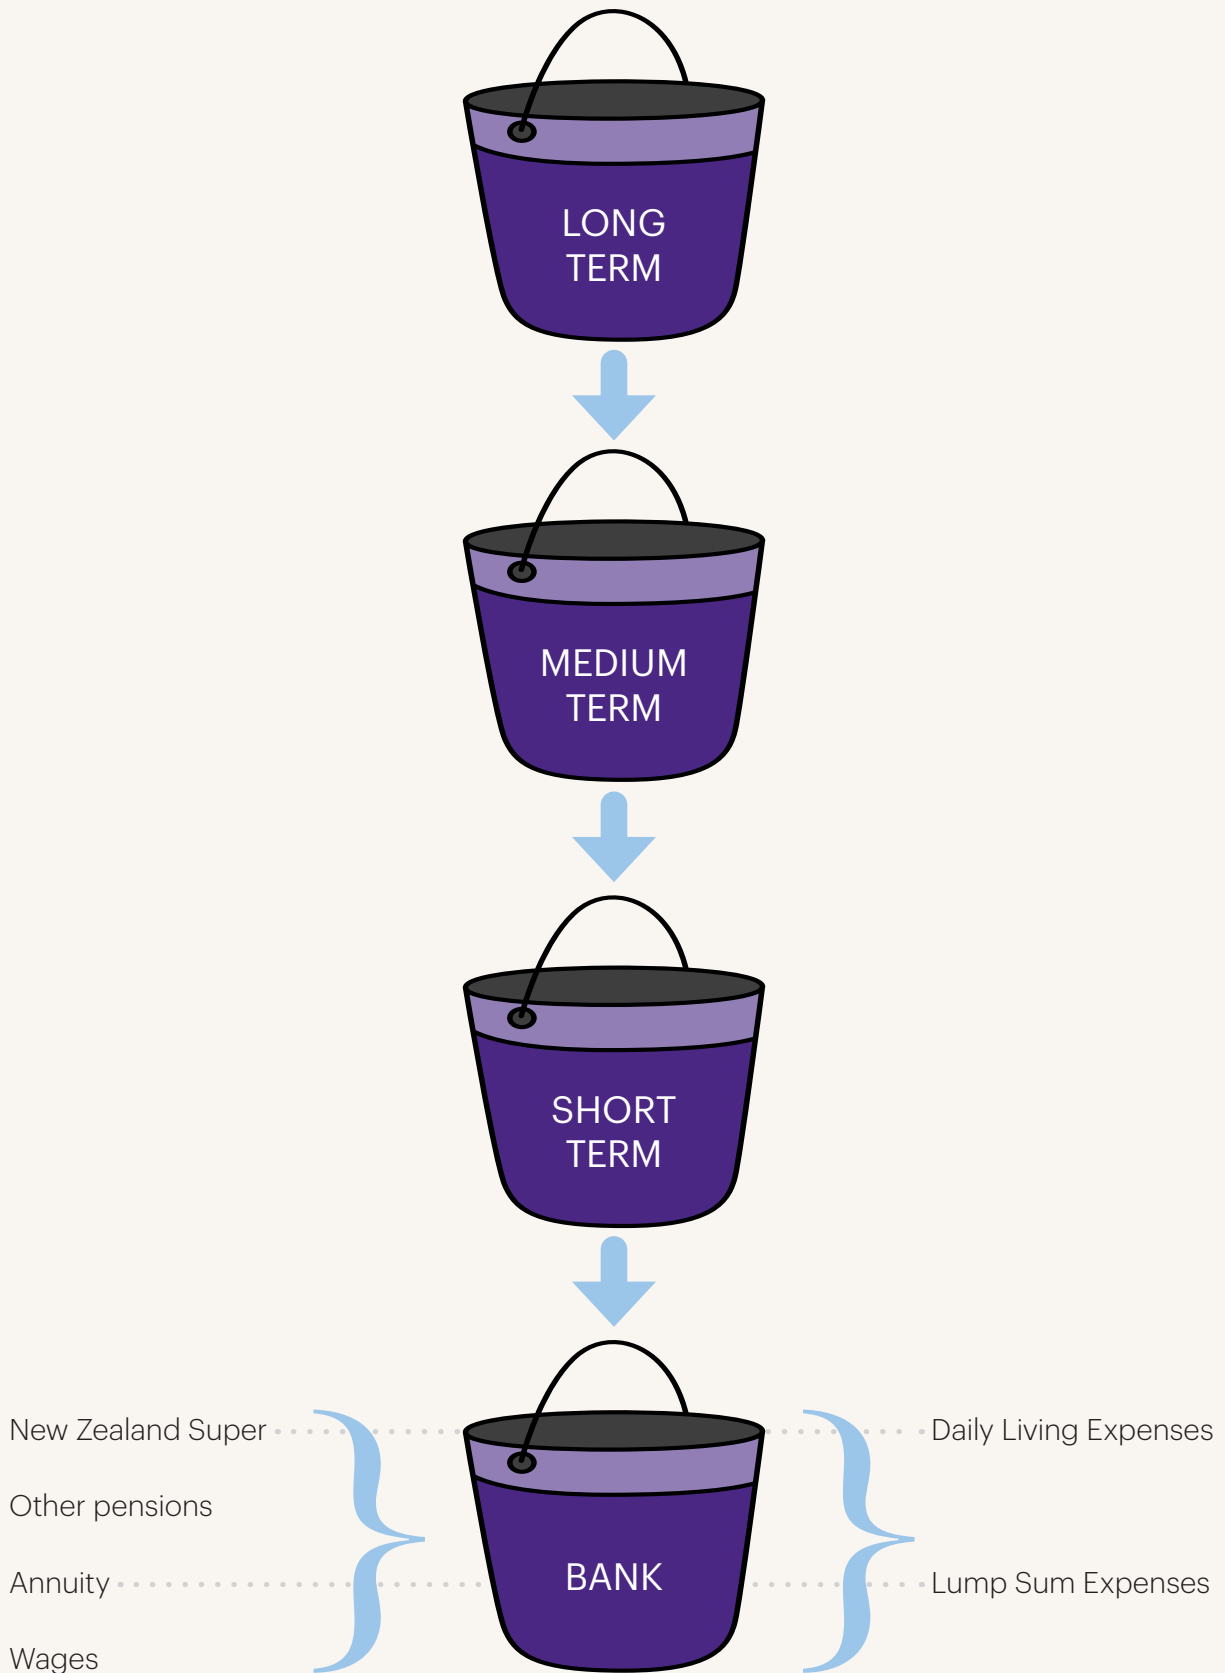 LONG
TERM
MEDIUM
TERM
SHORT
TERM
New Zealand Super
Daily Living Expenses
Other pensions
BANK
Annuity
Lump Sum Expenses
Wages